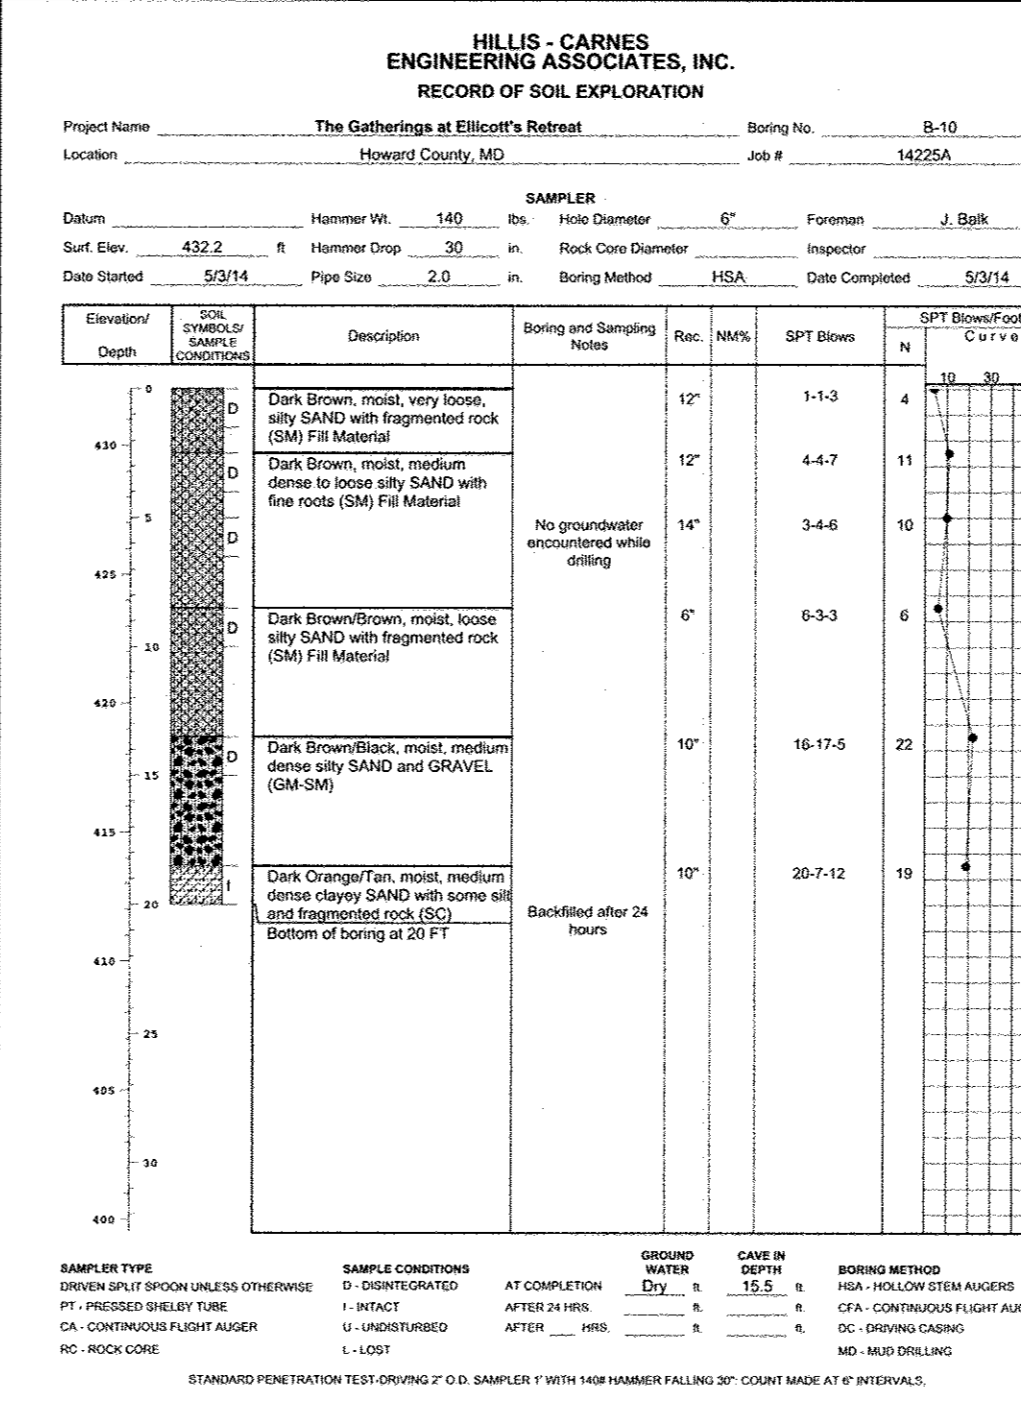 HILLIS - CARNES
ENGINEERING ASSOCIATES, INC.
RECORD OF SOIL EXPLORATION
Project Name The Gatherings at Ellicott's Retreat Boring No. B-10
Location Howard County, MD Job # 14225A
SAMPLER
Datum Hammer Wt. 140 lbs. Hole Diameter 6" Foreman J. Balk
Surf. Elev. 432.2 ft Hammer Drop 30 in. Rock Core Diameter Inspector
Date Started 5/3/14 Pipe Size 2.0 in. Boring Method HSA Date Completed 5/3/14
Elevation/
Depth
SOIL
SYMBOLS/
SAMPLE
CONDITIONS
Description
Boring and Sampling
Notes
Rec. NM% SPT Blows
N
SPT Blows/Foot
Curve
10 30
0
D
Dark Brown, moist, very loose,
silty SAND with fragmented rock
(SM) Fill Material
12" 1-1-3 4
430
D
Dark Brown, moist, medium
dense to loose silty SAND with
fine roots (SM) Fill Material
12" 4-4-7 11
5
D
No groundwater
encountered while
drilling
14" 3-4-6 10
425
D
Dark Brown/Brown, moist, loose
silty SAND with fragmented rock
(SM) Fill Material
6" 6-3-3 6
10
420
D
Dark Brown/Black, moist, medium
dense silty SAND and GRAVEL
(GM-SM)
10" 16-17-5 22
15
415
I
Dark Orange/Tan, moist, medium
dense clayey SAND with some silt
and fragmented rock (SC)
10" 20-7-12 19
20
Bottom of boring at 20 FT
Backfilled after 24
hours
410
25
405
30
400
SAMPLER TYPE
DRIVEN SPLIT SPOON UNLESS OTHERWISE
PT - PRESSED SHELBY TUBE
CA - CONTINUOUS FLIGHT AUGER
RC - ROCK CORE
SAMPLE CONDITIONS
D - DISINTEGRATED
I - INTACT
U - UNDISTURBED
L - LOST
GROUND
WATER
CAVE IN
DEPTH
AT COMPLETION Dry ft. 15.5 ft.
AFTER 24 HRS. ft. ft.
AFTER HRS. ft. ft.
BORING METHOD
HSA - HOLLOW STEM AUGERS
CFA - CONTINUOUS FLIGHT AUG
DC - DRIVING CASING
MD - MUD DRILLING
STANDARD PENETRATION TEST-DRIVING 2" O.D. SAMPLER 1' WITH 140# HAMMER FALLING 30": COUNT MADE AT 6" INTERVALS.